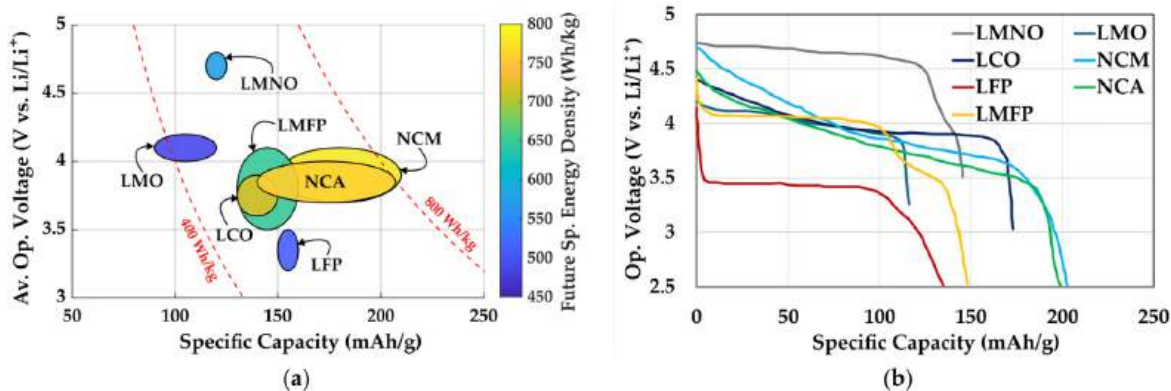 5
4.5
4
3.5
3
Av. Op. Voltage (V vs. Li/Li+)
50
100
150
200
250
Specific Capacity (mAh/g)
LMNO
LMFP
NCM
LMO
NCA
LCO
LFP
400 Wh/kg
800 Wh/kg
800
750
700
650
600
550
500
450
Future Sp. Energy Density (Wh/kg)
(a)
5
4.5
4
3.5
3
2.5
Op. Voltage (V vs. Li/Li+)
LMNO
LMO
LCO
NCM
LFP
NCA
LMFP
0
50
100
150
200
250
Specific Capacity (mAh/g)
(b)